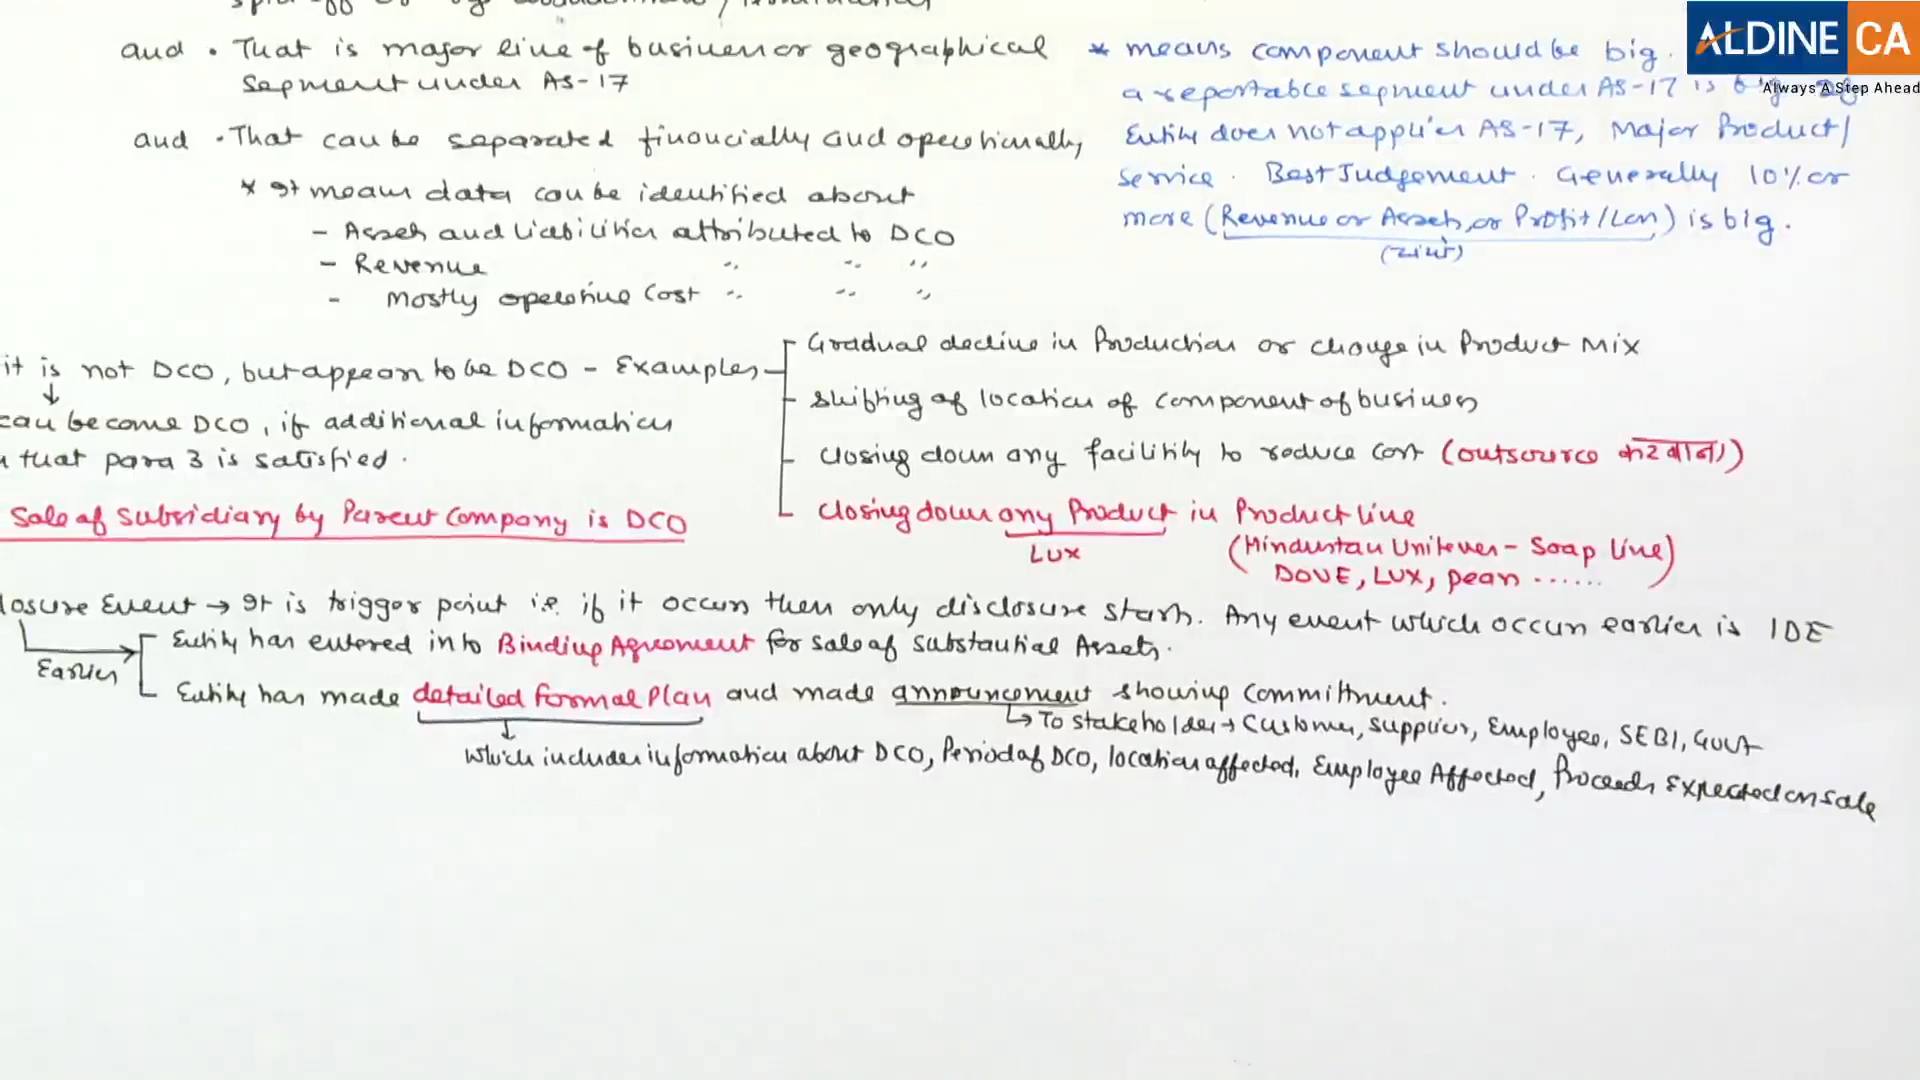 and • That is major line of business or geographical
segment under AS-17
and • That can be separated financially and operationally
* It means data can be identified about
- Assets and liabilities attributed to DCO
- Revenue " " "
- Mostly operative Cost " " "
* means component should be big.
a reportable segment under AS-17 is big
Entity does not applies AS-17, Major Product/
Service. Best Judgement. Generally 10% or
more (Revenue or Assets, or Profit/Loss) is big.
ALDINE CA
Always A Step Ahead
it is not DCO, but appears to be DCO - Examples
can become DCO, if additional information
that para 3 is satisfied.
Gradual decline in Production or change in Product Mix
Shifting of location of component of business
Closing down any facility to reduce cost (outsource करवाना)
Closing down any Product in Product line
Lux
(Hindustan Unilever - Soap line)
DOVE, LUX, pears ......
Sale of Subsidiary by Parent Company is DCO
losure Event → It is trigger point i.e. if it occurs then only disclosure starts. Any event which occurs earlier is IDE
Earlier
Entity has entered into Binding Agreement for sale of substantial Assets.
Entity has made detailed formal Plan and made announcement showing Commitment.
↳ To stakeholder → Customer, supplier, Employee, SEBI, Govt
Which includes information about DCO, Period of DCO, location affected, Employee Affected, Proceeds Expected on sale